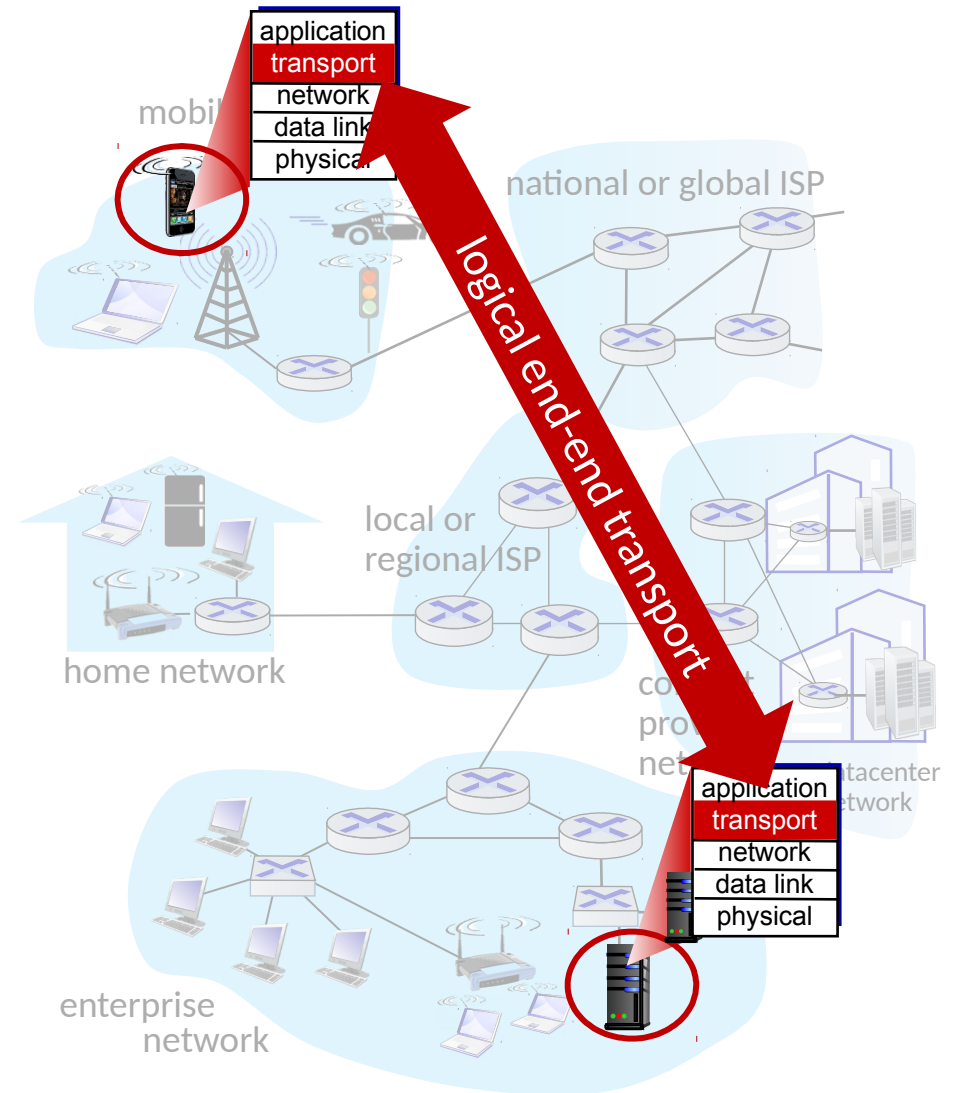 application
transport
network
data link
physical
mobil
national or global ISP
logical end-end transport
local or
regional ISP
home network
application
transport
network
data link
physical
enterprise
network